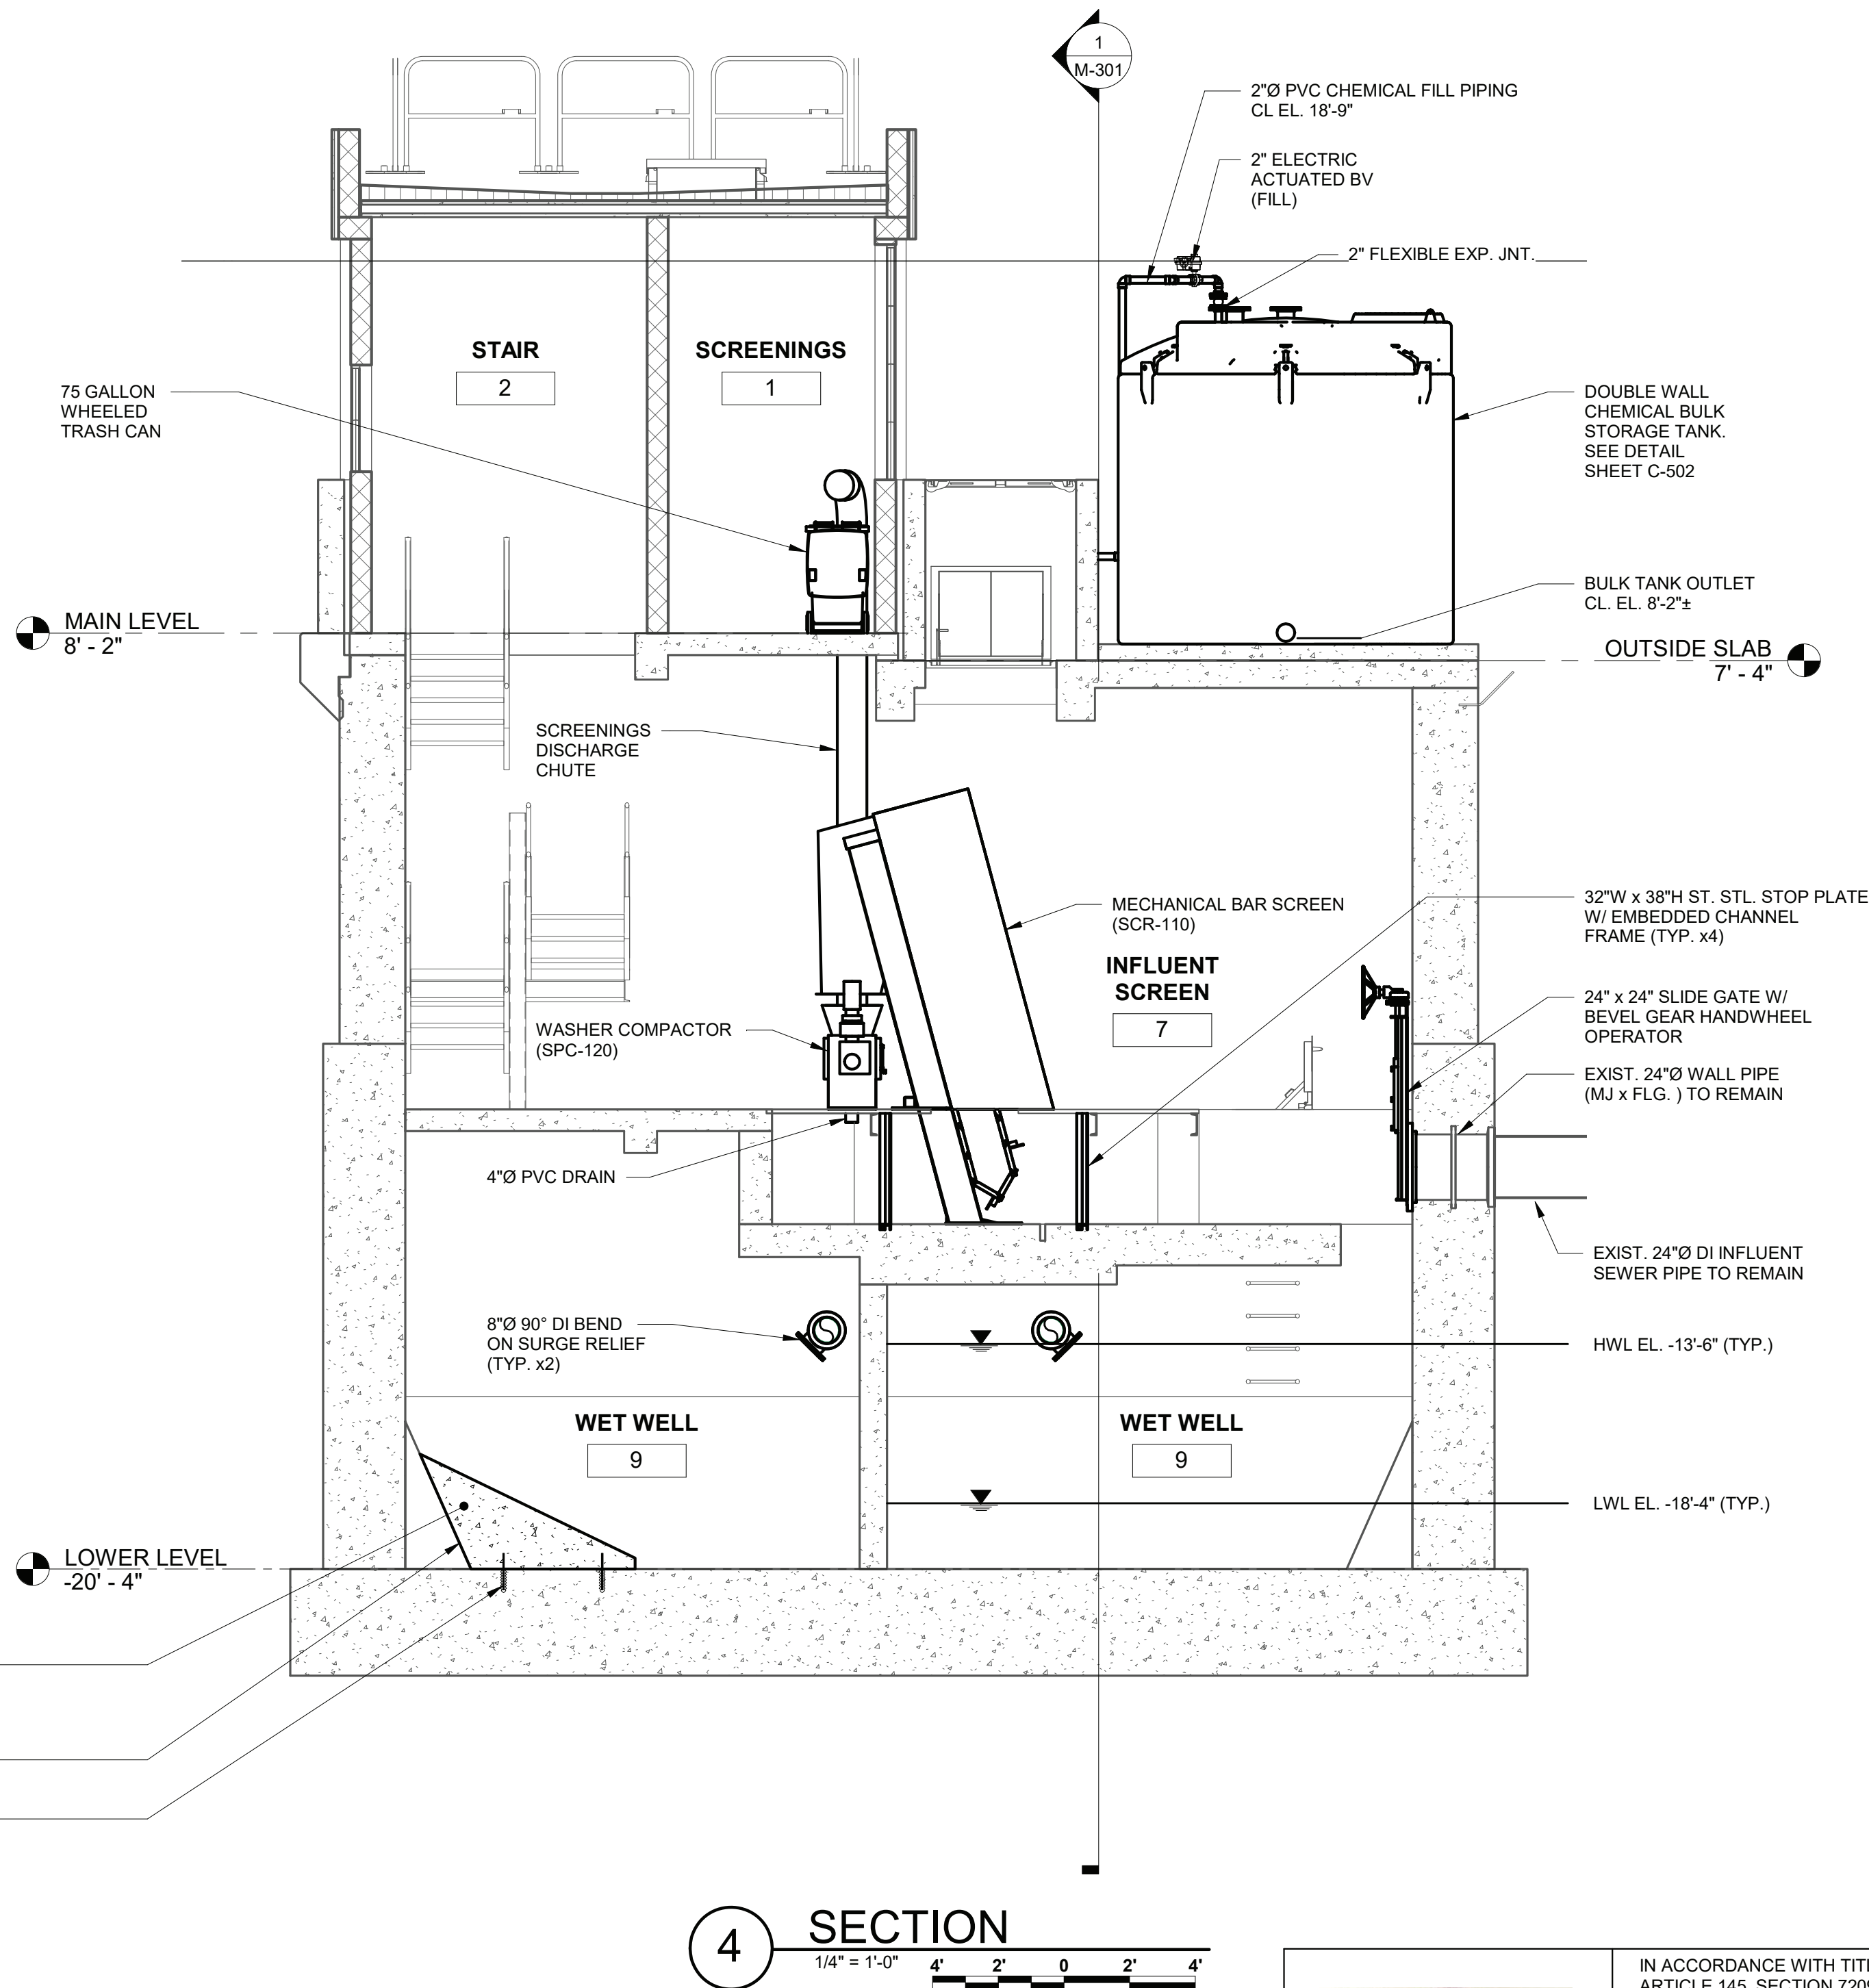 1
M-301
2"Ø PVC CHEMICAL FILL PIPING
CL EL. 18'-9"
2" ELECTRIC
ACTUATED BV
(FILL)
2" FLEXIBLE EXP. JNT.
STAIR
2
SCREENINGS
1
75 GALLON
WHEELED
TRASH CAN
DOUBLE WALL
CHEMICAL BULK
STORAGE TANK.
SEE DETAIL
SHEET C-502
BULK TANK OUTLET
CL. EL. 8'-2"±
MAIN LEVEL
8' - 2"
OUTSIDE SLAB
7' - 4"
SCREENINGS
DISCHARGE
CHUTE
MECHANICAL BAR SCREEN
(SCR-110)
32"W x 38"H ST. STL. STOP PLATE
W/ EMBEDDED CHANNEL
FRAME (TYP. x4)
INFLUENT
SCREEN
7
24" x 24" SLIDE GATE W/
BEVEL GEAR HANDWHEEL
OPERATOR
WASHER COMPACTOR
(SPC-120)
EXIST. 24"Ø WALL PIPE
(MJ x FLG. ) TO REMAIN
4"Ø PVC DRAIN
EXIST. 24"Ø DI INFLUENT
SEWER PIPE TO REMAIN
8"Ø 90° DI BEND
ON SURGE RELIEF
(TYP. x2)
HWL EL. -13'-6" (TYP.)
WET WELL
9
WET WELL
9
LWL EL. -18'-4" (TYP.)
LOWER LEVEL
-20' - 4"
4
SECTION
1/4" = 1'-0"
4' 2' 0 2' 4'
IN ACCORDANCE WITH TITL
ARTICLE 145, SECTION 720